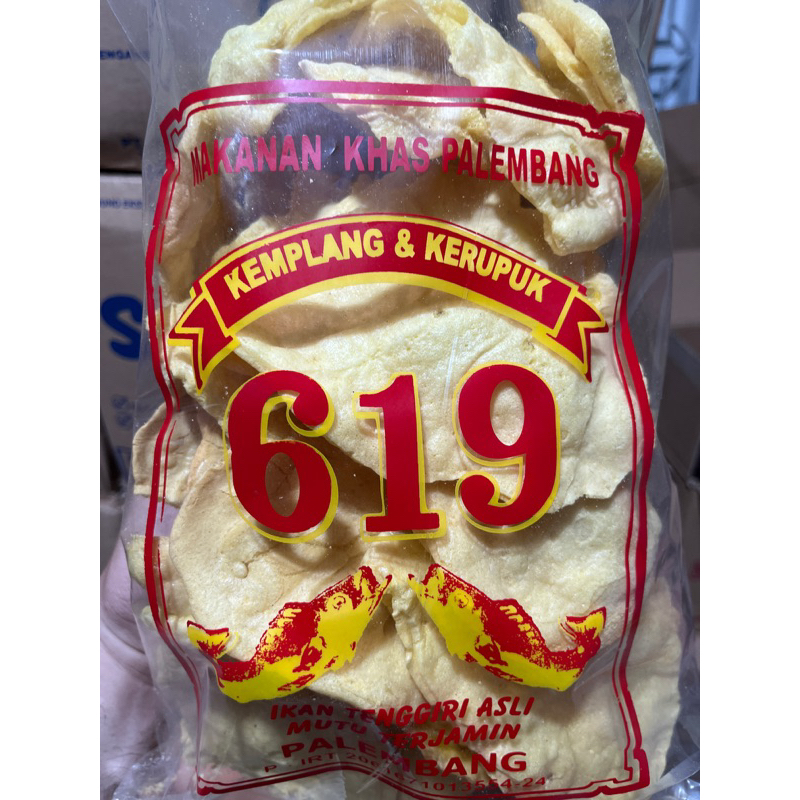 MAKANAN KHAS PALEMBANG
KEMPLANG & KERUPUK
619
IKAN TENGGIRI ASLI
MUTU TERJAMIN
PALEMBANG